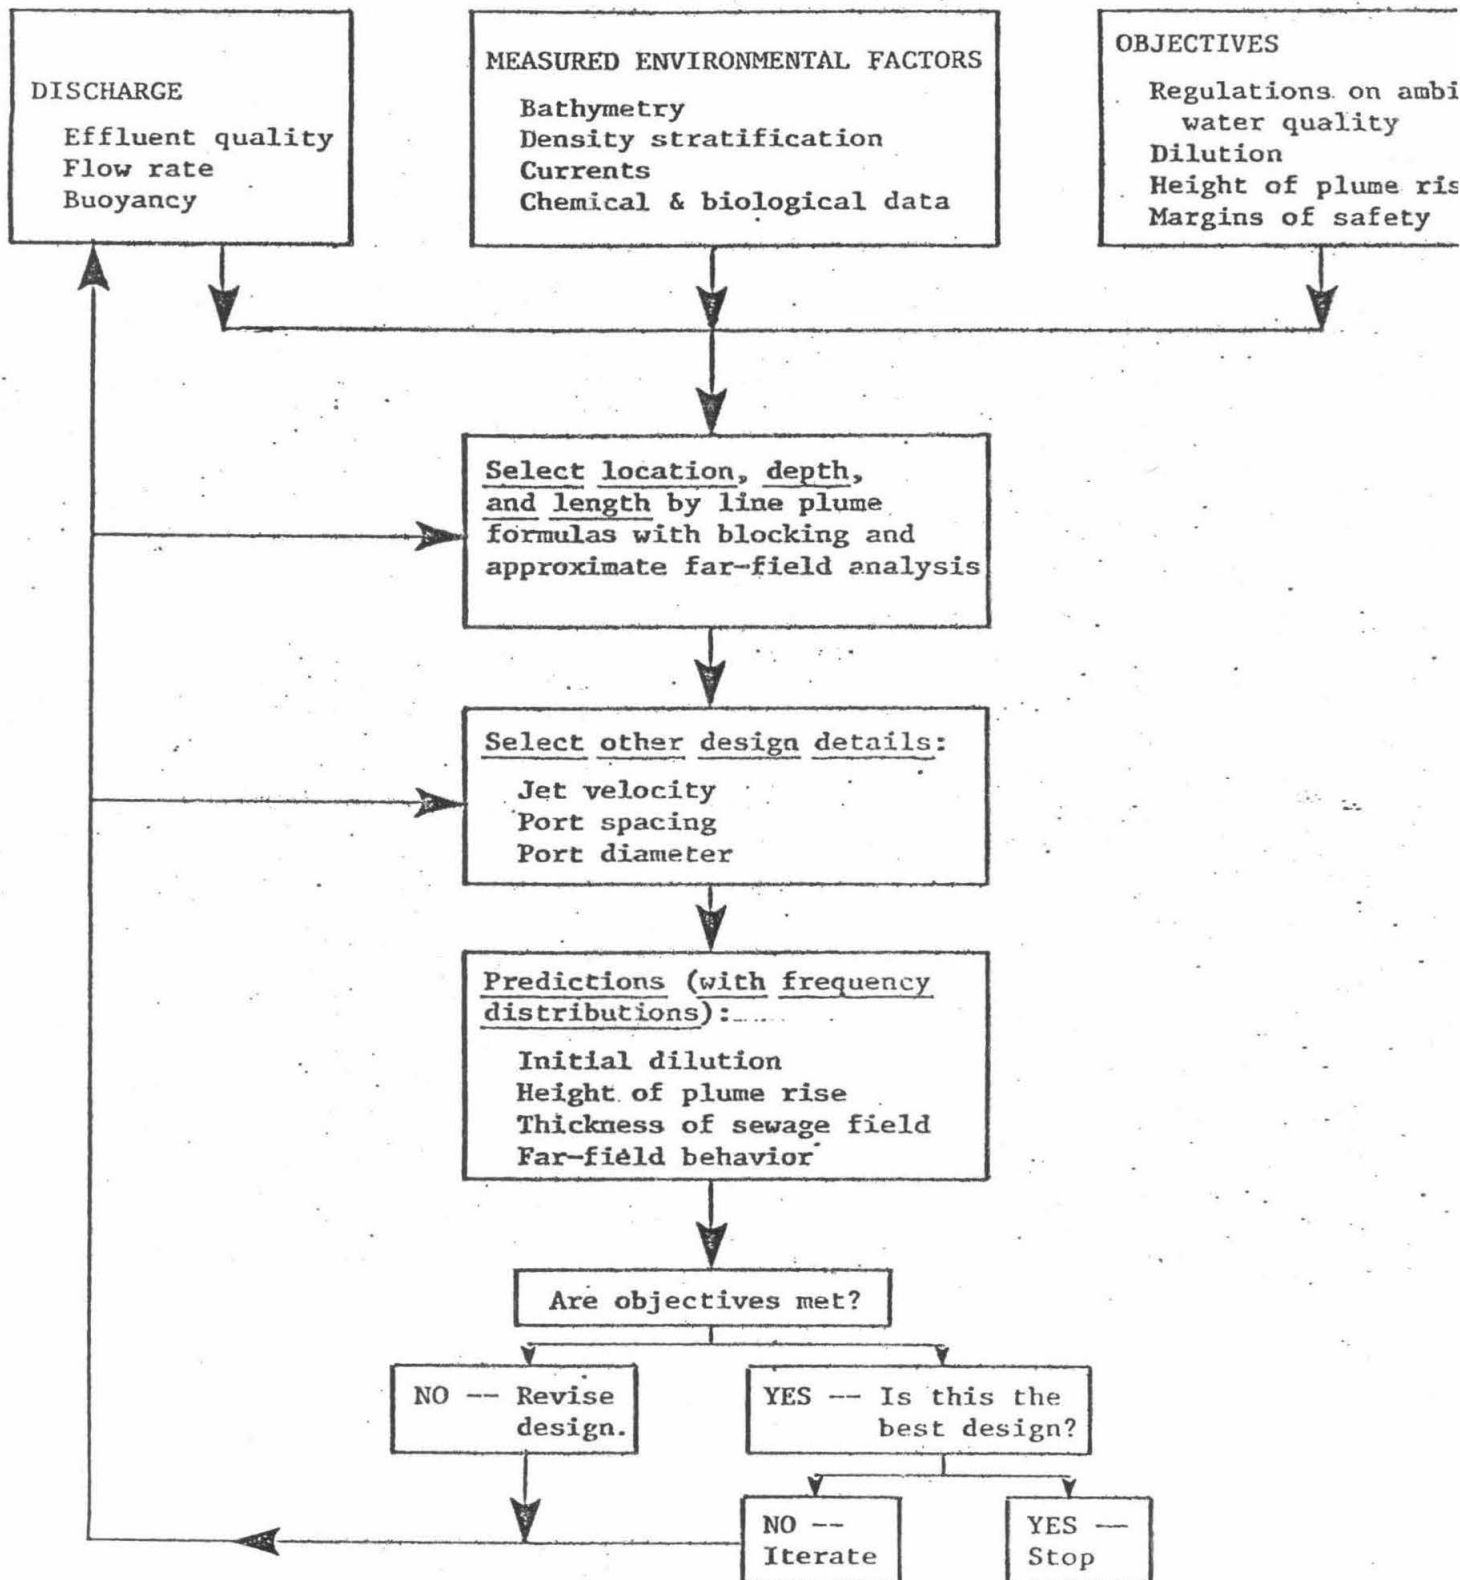 DISCHARGE
Effluent quality
Flow rate
Buoyancy
MEASURED ENVIRONMENTAL FACTORS
Bathymetry
Density stratification
Currents
Chemical & biological data
OBJECTIVES
Regulations on ambi
water quality
Dilution
Height of plume ris
Margins of safety
Select location, depth,
and length by line plume
formulas with blocking and
approximate far-field analysis
Select other design details:
Jet velocity
Port spacing
Port diameter
Predictions (with frequency
distributions):
Initial dilution
Height of plume rise
Thickness of sewage field
Far-field behavior
Are objectives met?
NO -- Revise
design.
YES -- Is this the
best design?
NO --
Iterate
YES --
Stop